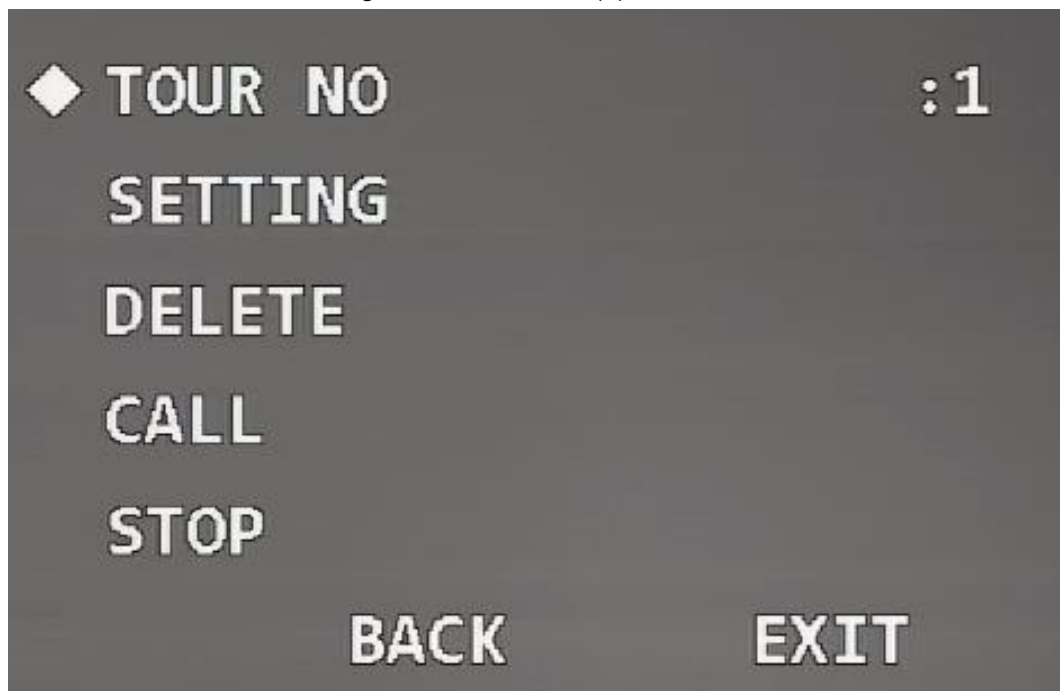 TOUR NO :1
SETTING
DELETE
CALL
STOP
BACK EXIT